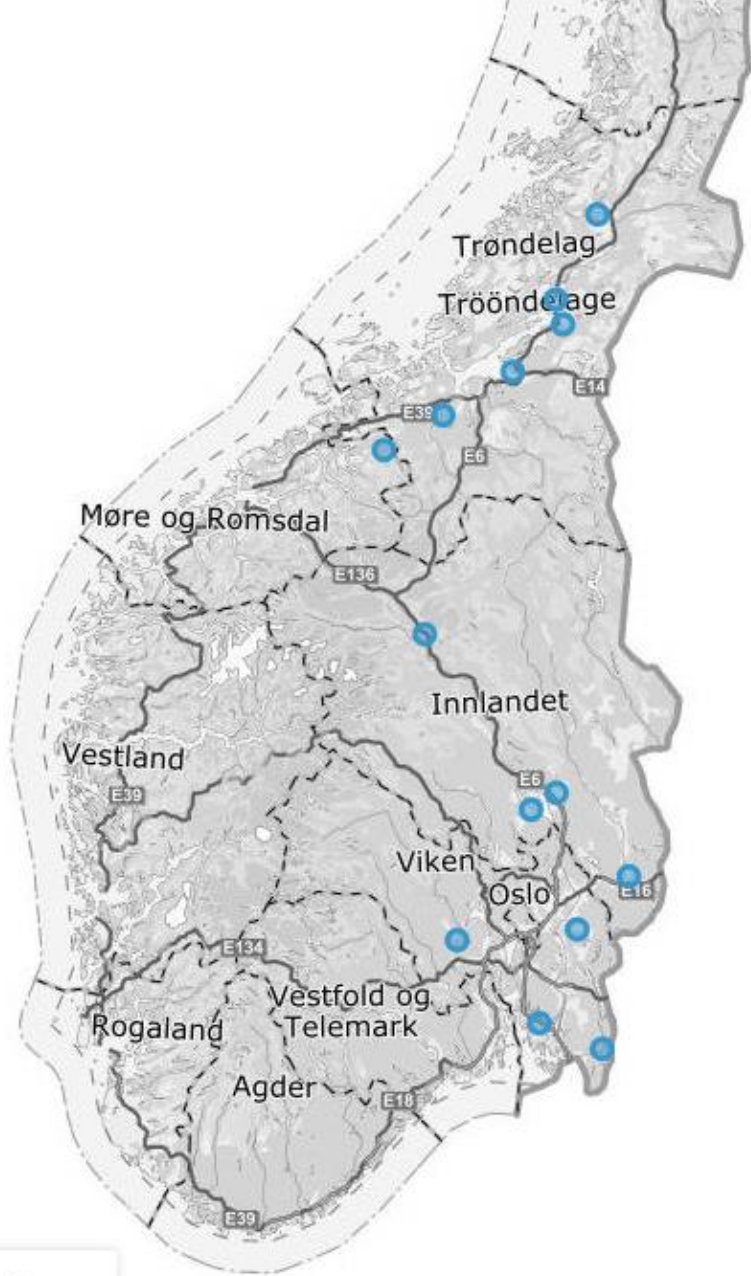 Trøndelag
Trööndelage
E14
E39
E6
Møre og Romsdal
E136
Innlandet
Vestland
E6
E39
Viken
Oslo
E16
E134
Vestfold og
Telemark
Rogaland
Agder
E18
E39